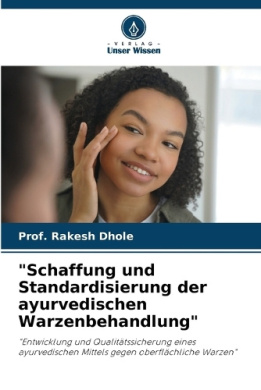 - VERLAG -
Unser Wissen
Prof. Rakesh Dhole
"Schaffung und
Standardisierung der
ayurvedischen
Warzenbehandlung"
"Entwicklung und Qualitätssicherung eines
ayurvedischen Mittels gegen oberflächliche Warzen"